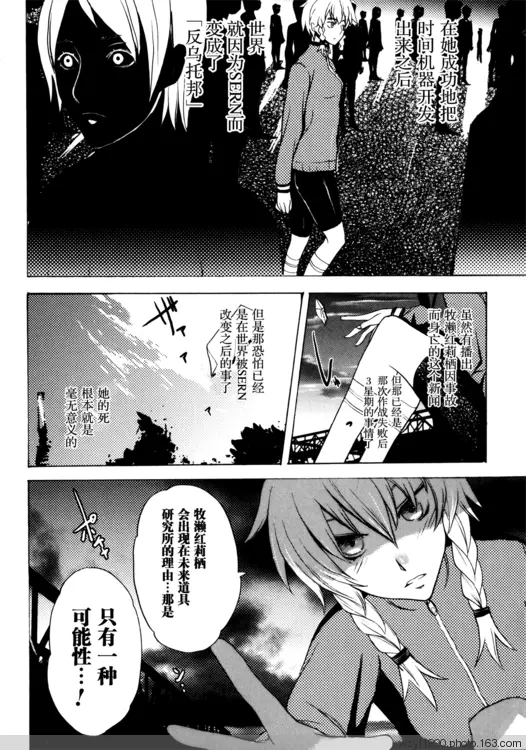 在她成功地把
时间机器开发
出来之后
世界
就因为SERN而
变成了
「反乌托邦」
虽然有播出
牧濑红莉栖因事故
而身亡的这个新闻
但那已经是
那次作战失败后
3星期的事情了
但是那恐怕已经
是在世界被SERN
改变之后的事了
她的死
根本就是
毫无意义的
牧濑红莉栖
会出现在未来道具
研究所的理由…那是
只有一种
可能性…！